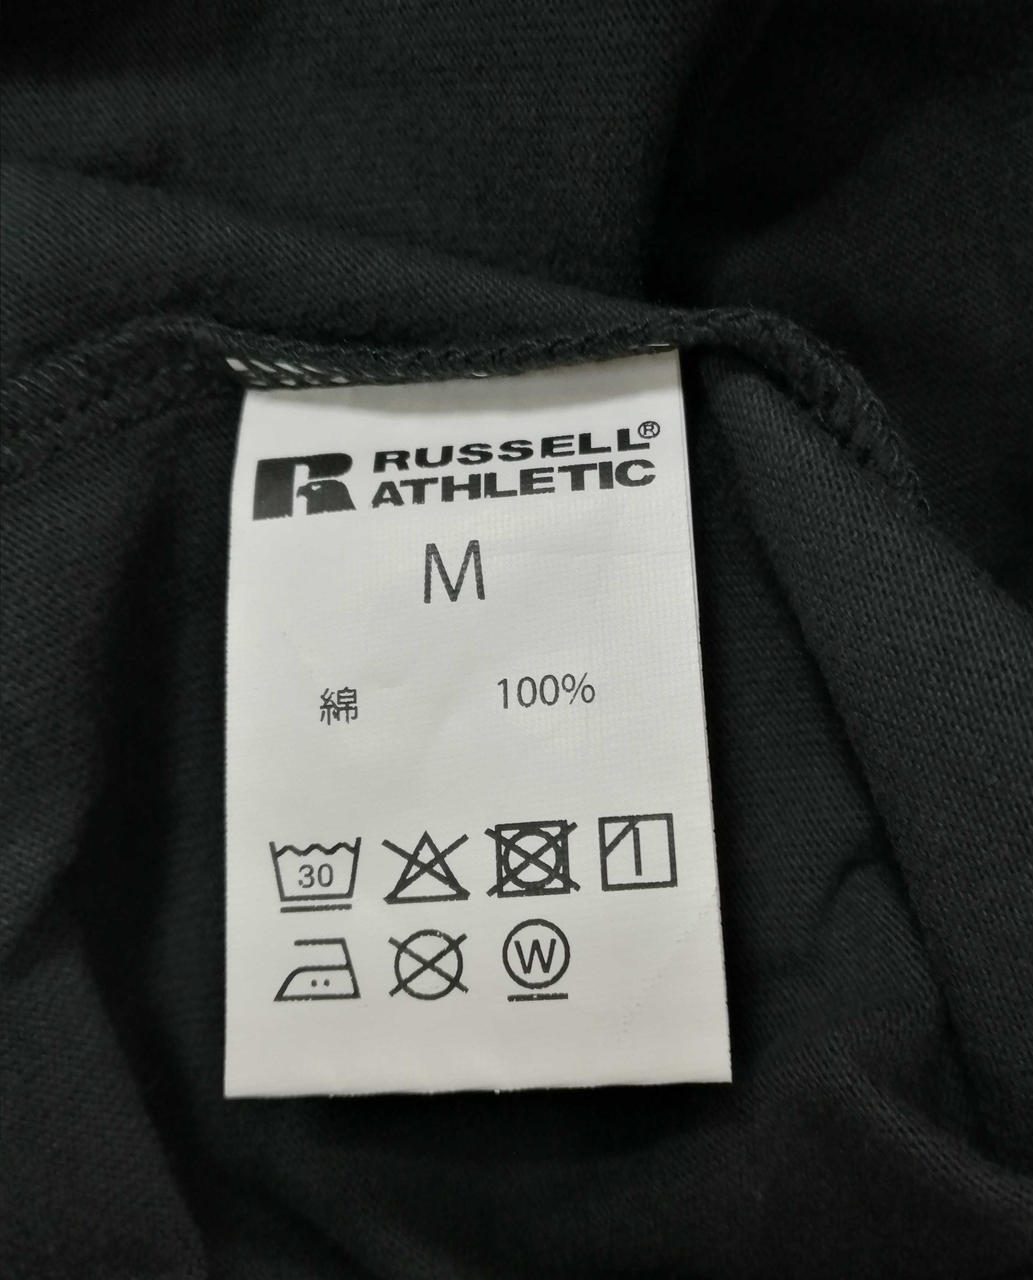 RUSSELL®
ATHLETIC
M
綿 100%
30
W